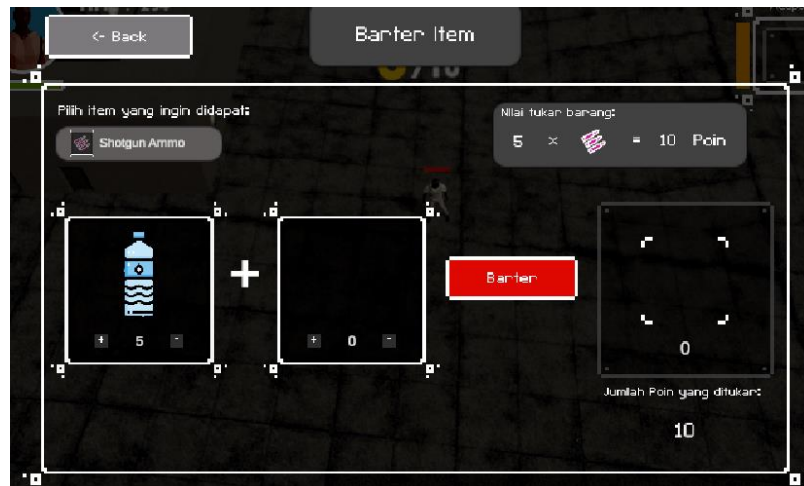 <- Back
Barter Item
Pilih item yang ingin didapat:
Shotgun Ammo
Nilai tukar barang:
5 × = 10 Poin
+
Barter
+ 5 -
+ 0 -
0
Jumlah Poin yang ditukar:
10